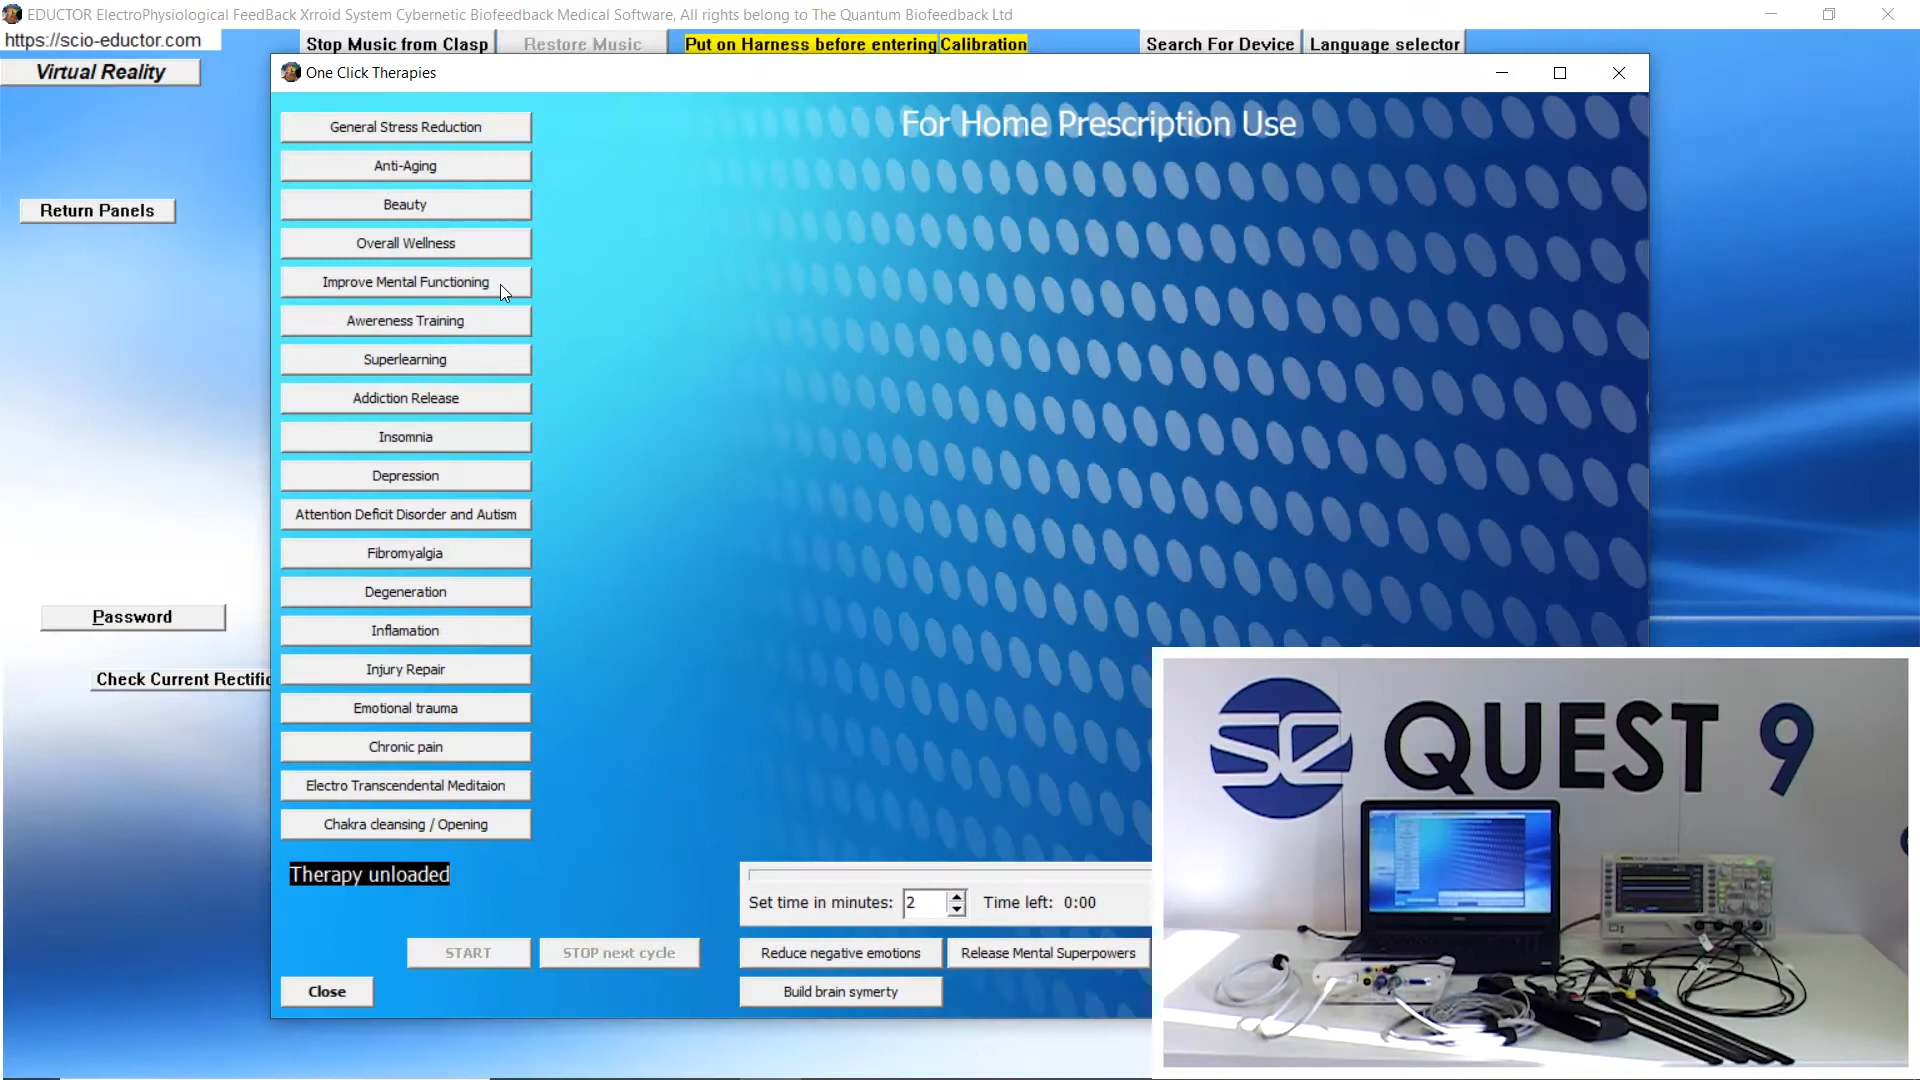 EDUCTOR ElectroPhysiological FeedBack Xrroid System Cybernetic Biofeedback Medical Software, All rights belong to The Quantum Biofeedback Ltd
https://scio-eductor.com
Stop Music from Clasp
Restore Music
Put on Harness before entering Calibration
Search For Device
Language selector
Virtual Reality
One Click Therapies
For Home Prescription Use
General Stress Reduction
Anti-Aging
Beauty
Return Panels
Overall Wellness
Improve Mental Functioning
Awereness Training
Superlearning
Addiction Release
Insomnia
Depression
Attention Deficit Disorder and Autism
Fibromyalgia
Degeneration
Password
Inflamation
Injury Repair
Check Current Rectific
Emotional trauma
Chronic pain
Electro Transcendental Meditaion
Chakra cleansing / Opening
Therapy unloaded
Set time in minutes: 2 Time left: 0:00
START
STOP next cycle
Reduce negative emotions
Release Mental Superpowers
Close
Build brain symerty
SE QUEST 9